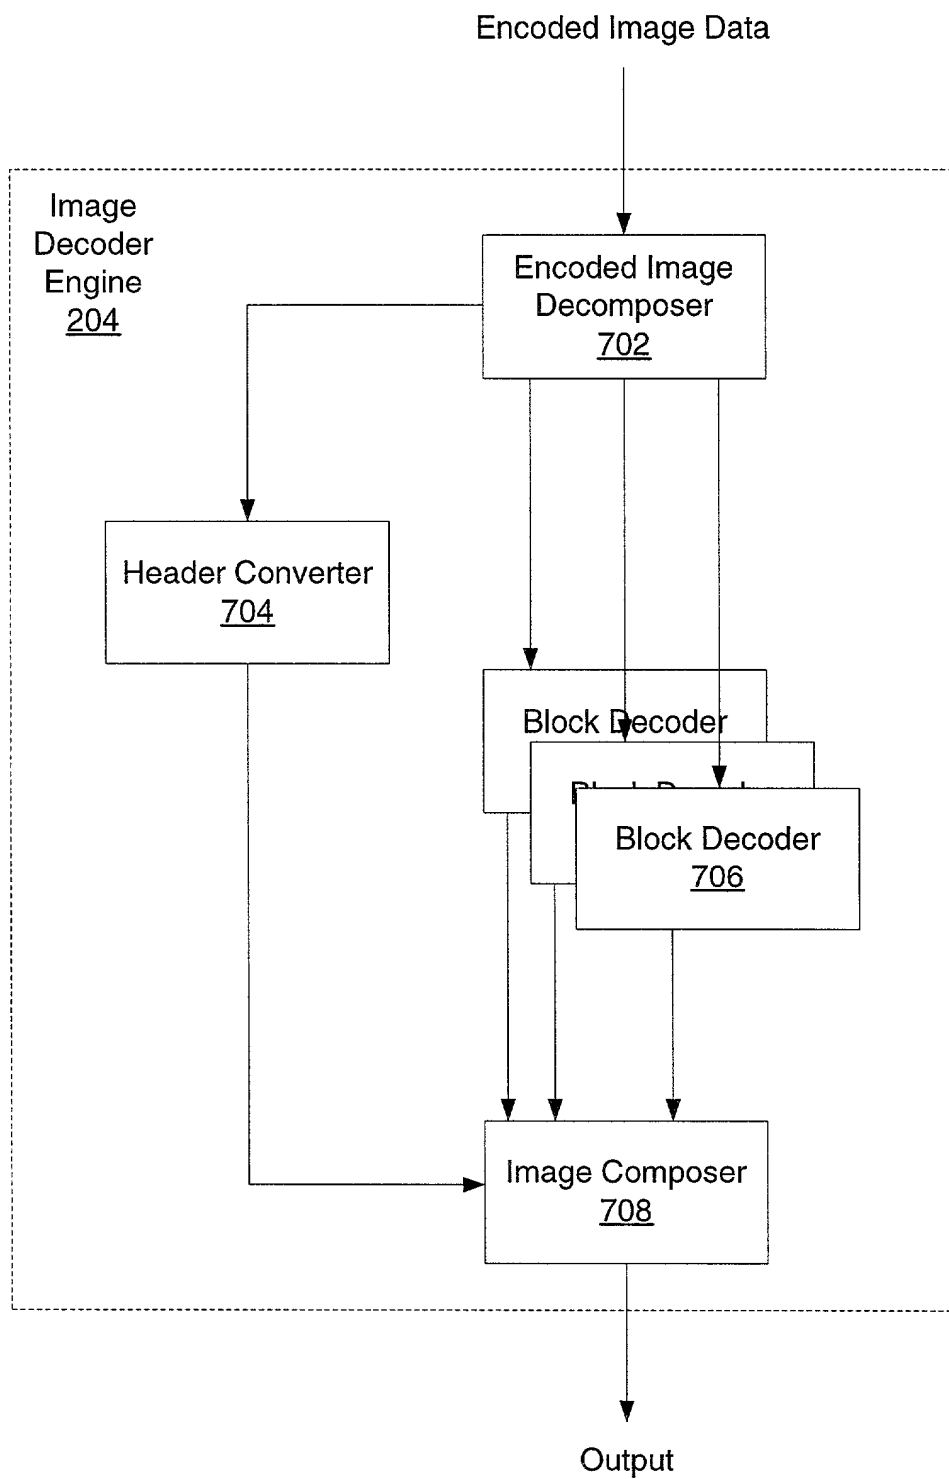 Encoded Image Data
Image
Decoder
Engine
204
Encoded Image
Decomposer
702
Header Converter
704
Block Decoder
Block Decoder
706
Image Composer
708
Output